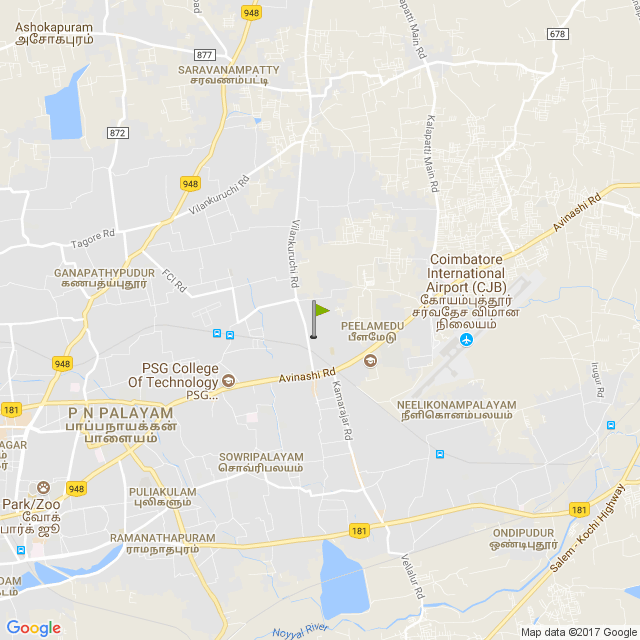 Ashokapuram
அசோகபுரம்
948
877
678
SARAVANAMPATTY
சரவணம்பட்டி
Kalapatti Main Rd
Kalapatti Main Rd
872
948
Vilankuruchi Rd
Avinashi Rd
Tagore Rd
Vilankuruchi Rd
Coimbatore
International
Airport (CJB)
கோயம்புத்தூர்
சர்வதேச விமான
நிலையம்
GANAPATHYPUDUR
கணபதியுபுதூர்
FCI Rd
PEELAMEDU
பீளமேடு
948
PSG College
Of Technology
PSG...
Avinashi Rd
Irugur Rd
181
P N PALAYAM
பாப்பநாயக்கன்
பாளையம்
Kamarajar Rd
NEELIKONAMPALAYAM
நீளிகொனம்பலயம்
NAGAR
SOWRIPALAYAM
சொவ்ரிபலயம்
948
PULIAKULAM
புலிகுளம்
Park/Zoo
181
181
RAMANATHAPURAM
ராமநாதபுரம்
ONDIPUDUR
ஒண்டிபுதூர்
Salem - Kochi Highway
Vellalur Rd
Noyyal River
Google
Map data ©2017 Google